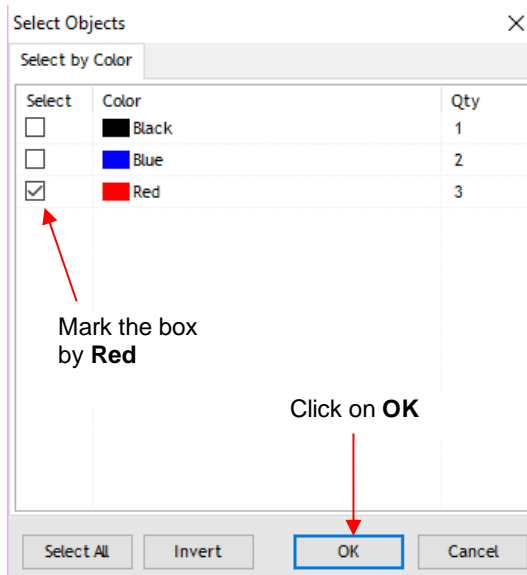 Select Objects
Select by Color
Select Color Qty
Black 1
Blue 2
Red 3
Mark the box
by Red
Click on OK
Select All Invert OK Cancel